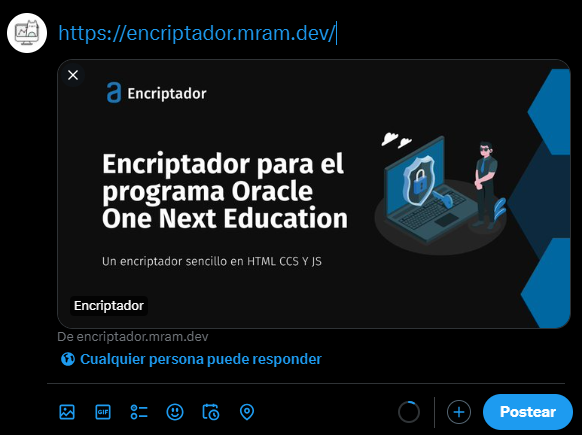 https://encriptador.mram.dev/
Encriptador
Encriptador para el
programa Oracle
One Next Education
Un encriptador sencillo en HTML CCS Y JS
Encriptador
De encriptador.mram.dev
Cualquier persona puede responder
GIF
Postear